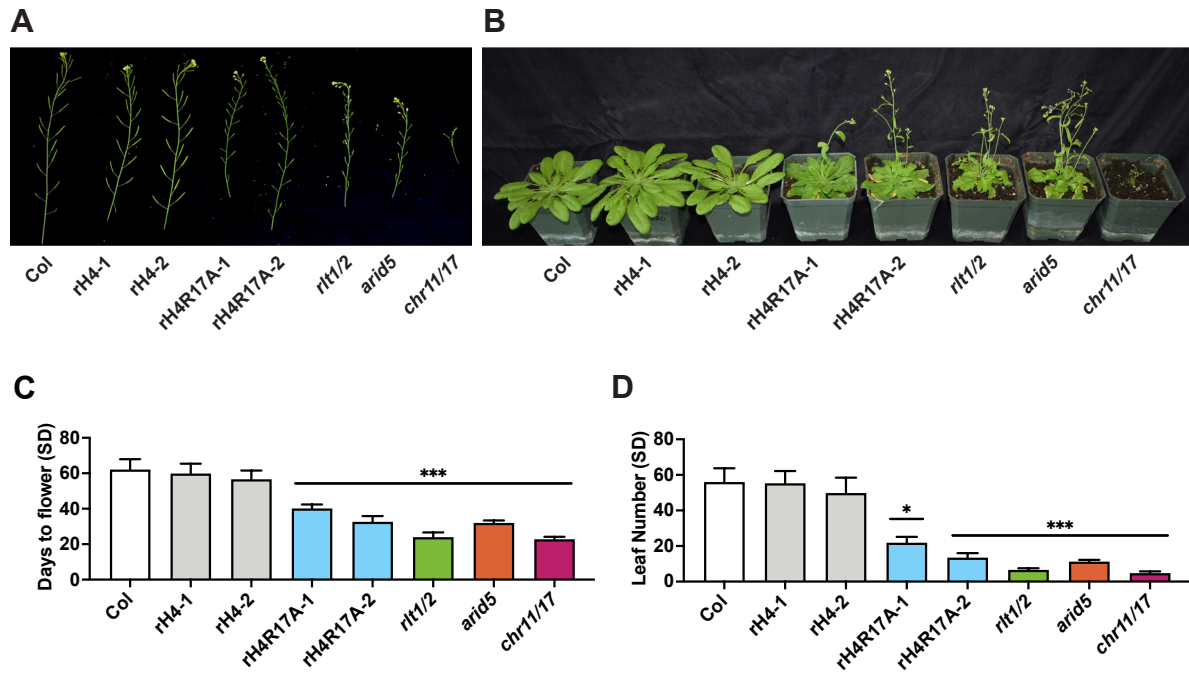 A
B
Col
rH4-1
rH4-2
rH4R17A-1
rH4R17A-2
rlt1/2
arid5
chr11/17
Col
rH4-1
rH4-2
rH4R17A-1
rH4R17A-2
rlt1/2
arid5
chr11/17
C
Days to flower (SD)
80
60
40
20
0
***
Col
rH4-1
rH4-2
rH4R17A-1
rH4R17A-2
rlt1/2
arid5
chr11/17
D
Leaf Number (SD)
80
60
40
20
0
*
***
Col
rH4-1
rH4-2
rH4R17A-1
rH4R17A-2
rlt1/2
arid5
chr11/17